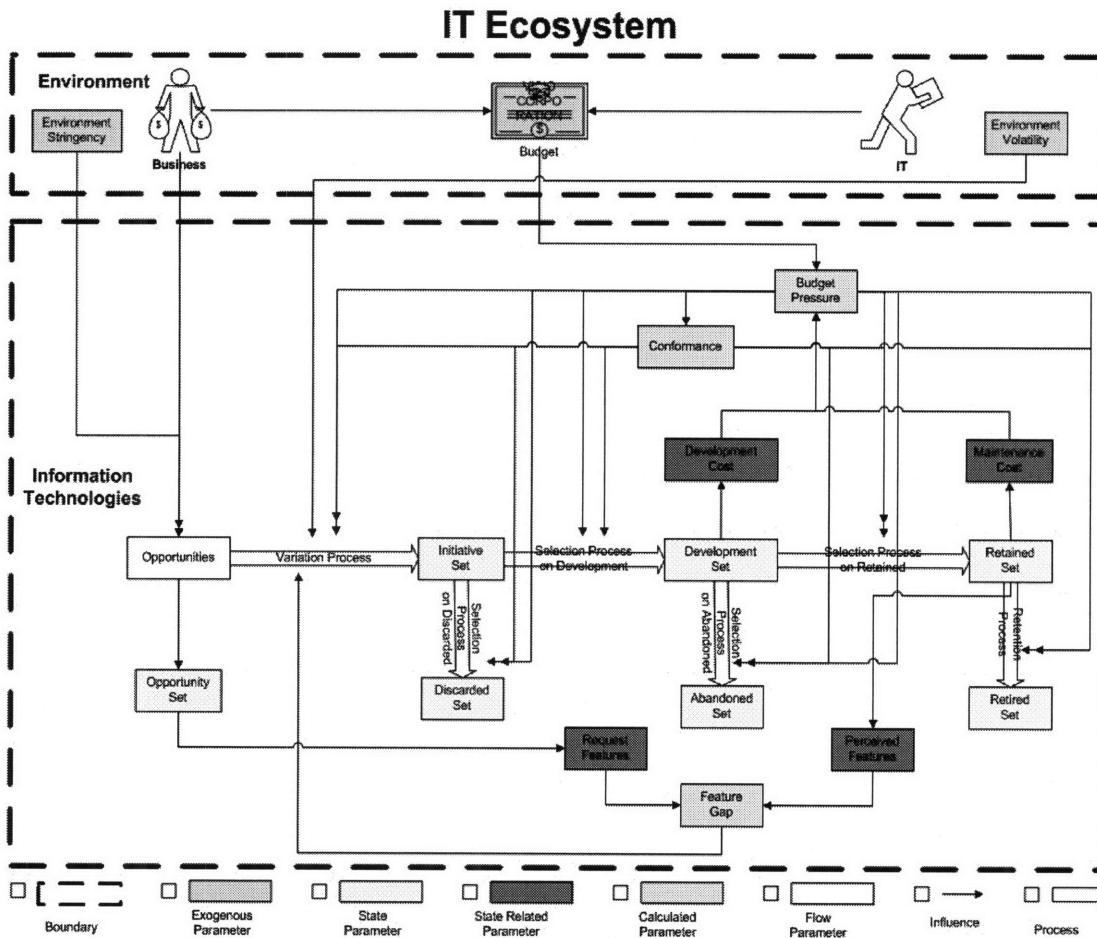 IT Ecosystem
Environment
Environment
Stringency
Business
CORPO
RATION
$
Budget
IT
Environment
Volatility
$
$
Budget
Pressure
Conformance
Development
Cost
Maintenance
Cost
Information
Technologies
Opportunities
Variation Process
Initiative
Set
Selection Process
on Development
Development
Set
Selection Process
on Retained
Retained
Set
Selection
Process
on Discarded
Selection
Process
on Abandoned
Retention
Process
Opportunity
Set
Discarded
Set
Abandoned
Set
Retired
Set
Request
Features
Perceived
Features
Feature
Gap
Boundary
Exogenous
Parameter
State
Parameter
State Related
Parameter
Calculated
Parameter
Flow
Parameter
Influence
Process